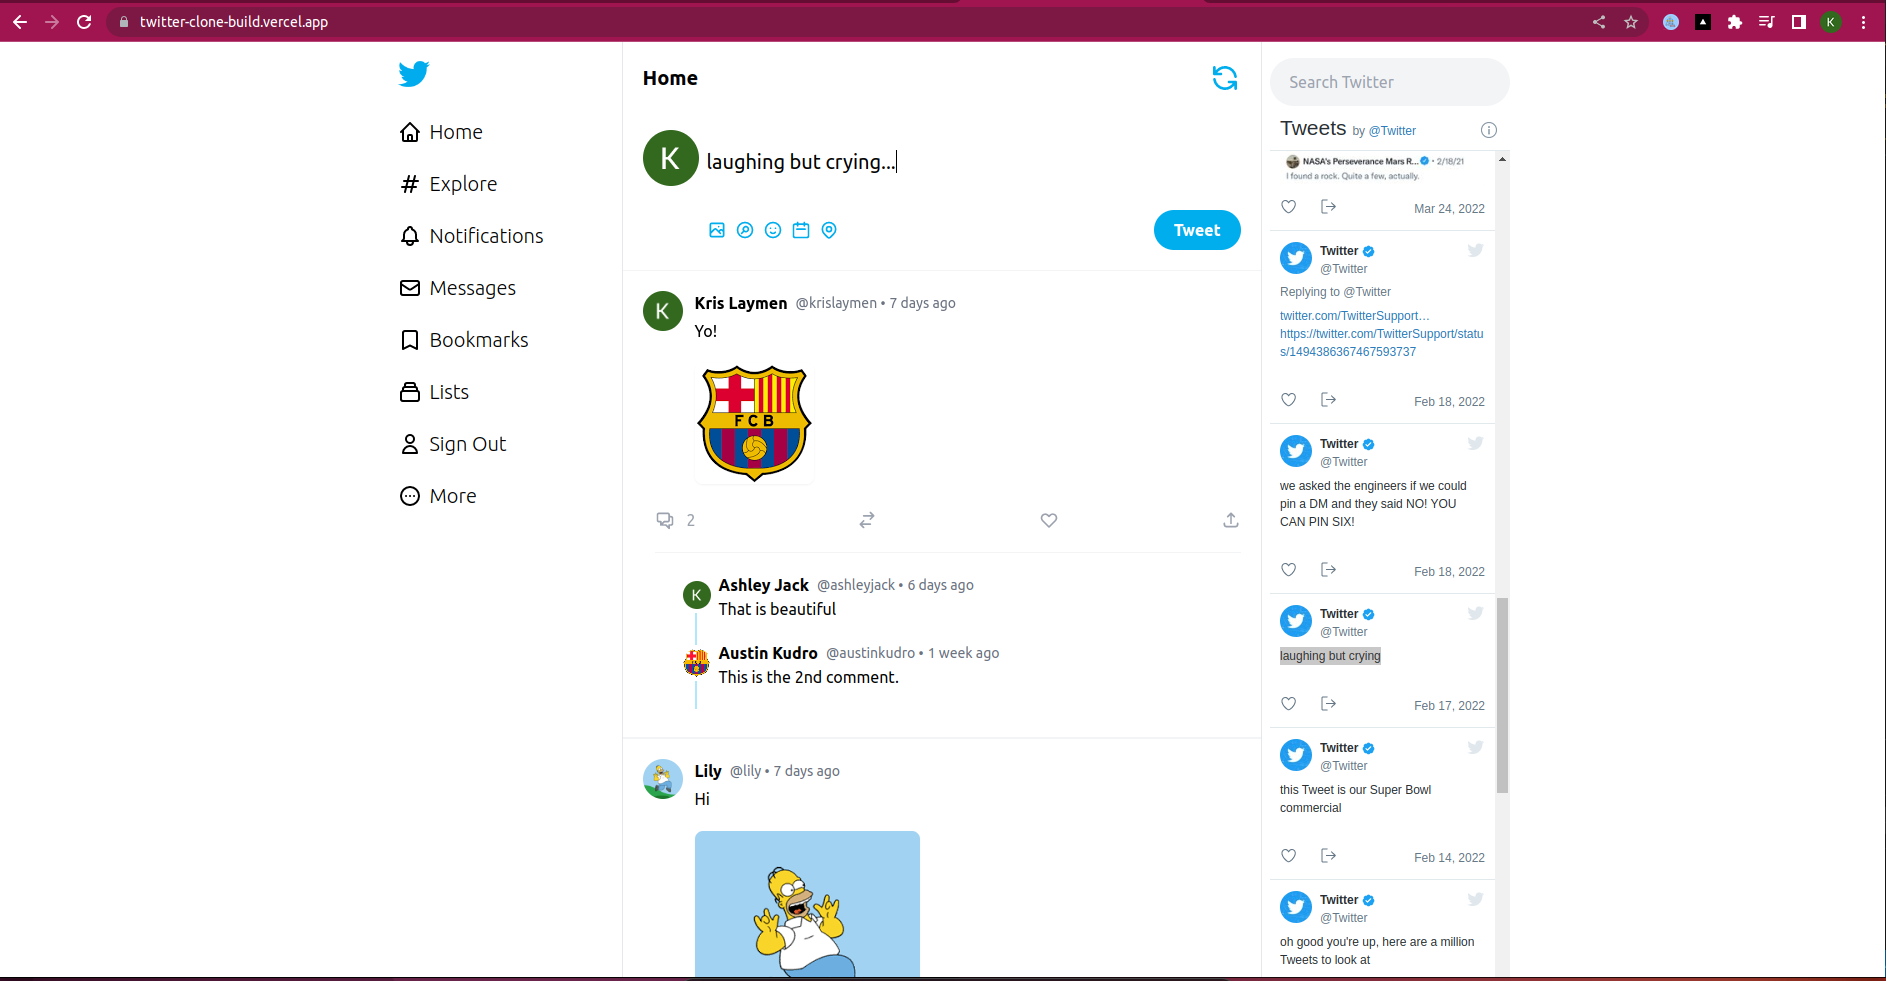 twitter-clone-build.vercel.app
K
Home
Explore
Notifications
Messages
Bookmarks
Lists
Sign Out
More
Home
K
laughing but crying...
Tweet
K
Kris Laymen @krislaymen • 7 days ago
Yo!
FCB
2
K
Ashley Jack @ashleyjack • 6 days ago
That is beautiful
Austin Kudro @austinkudro • 1 week ago
This is the 2nd comment.
Lily @lily • 7 days ago
Hi
Search Twitter
Tweets by @Twitter
NASA's Perseverance Mars R... • 2/18/21
I found a rock. Quite a few, actually.
Mar 24, 2022
Twitter
@Twitter
Replying to @Twitter
twitter.com/TwitterSupport…
https://twitter.com/TwitterSupport/statu
s/1494386367467593737
Feb 18, 2022
Twitter
@Twitter
we asked the engineers if we could
pin a DM and they said NO! YOU
CAN PIN SIX!
Feb 18, 2022
Twitter
@Twitter
laughing but crying
Feb 17, 2022
Twitter
@Twitter
this Tweet is our Super Bowl
commercial
Feb 14, 2022
Twitter
@Twitter
oh good you're up, here are a million
Tweets to look at